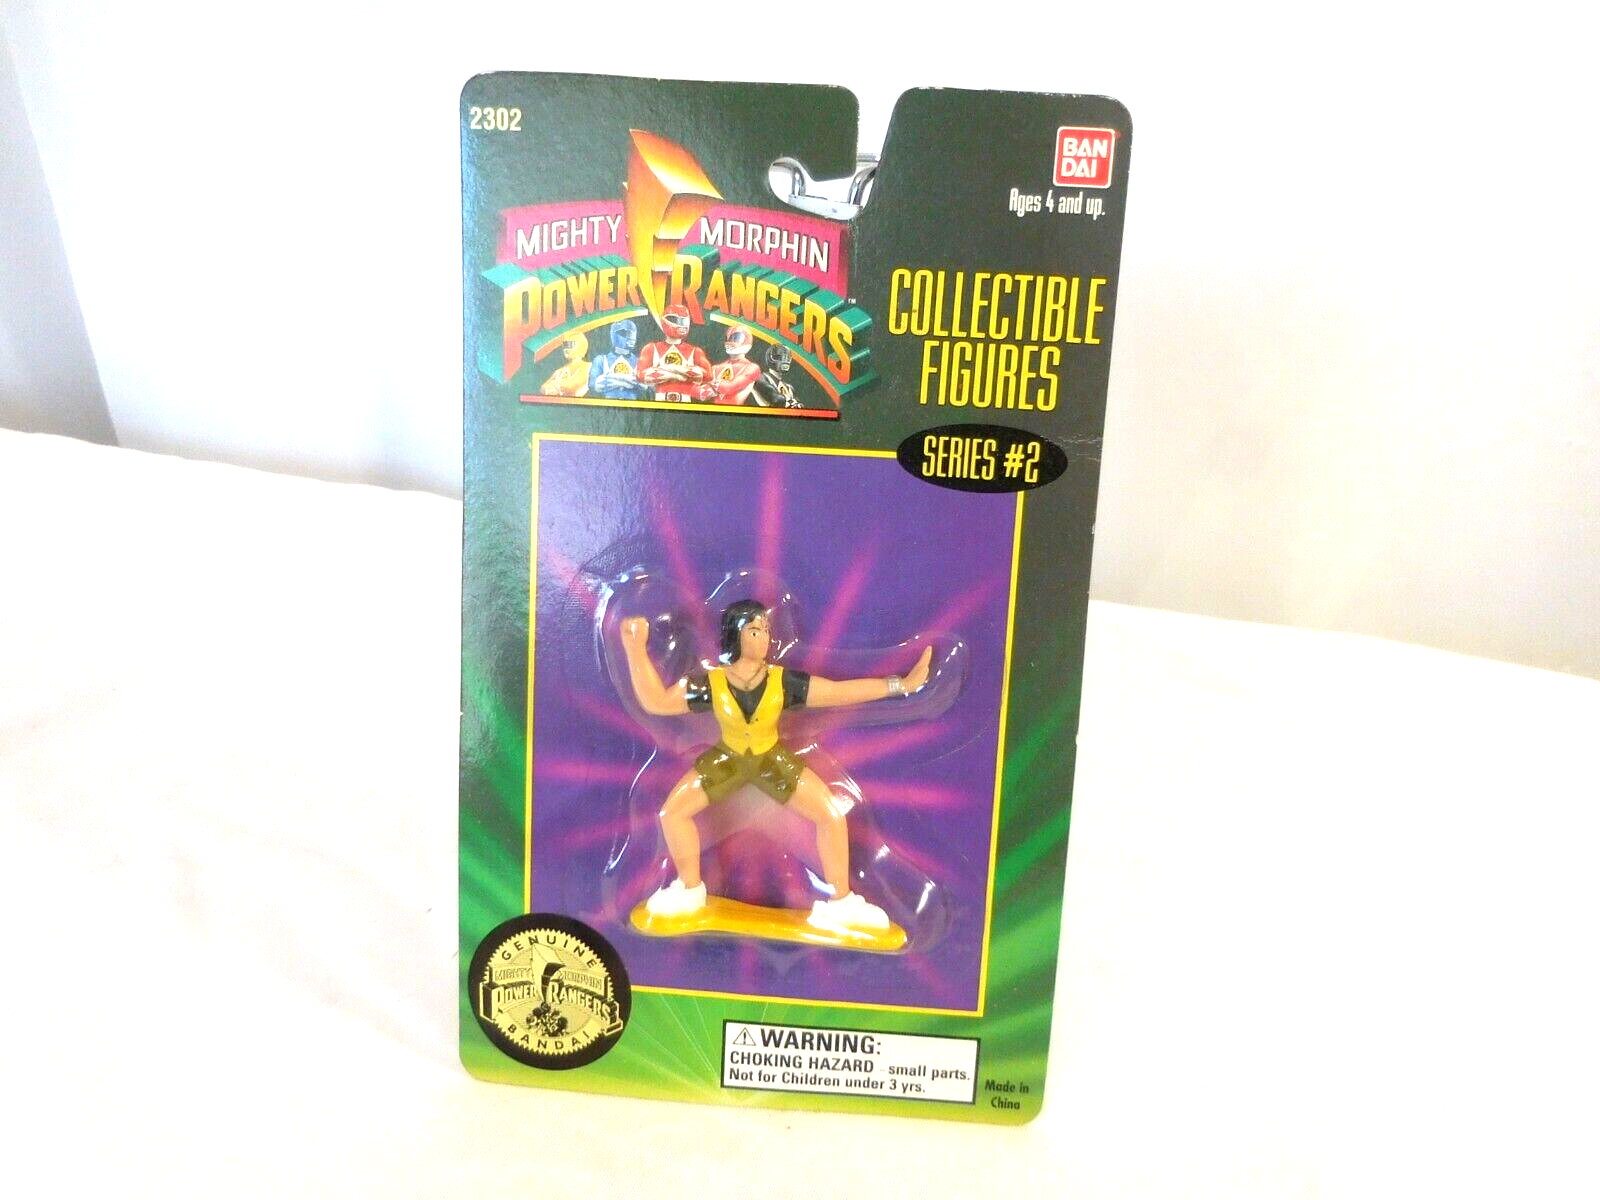 2302
BAN
DAI
Ages 4 and up.
MIGHTY MORPHIN
POWER RANGERS
™
COLLECTIBLE
FIGURES
SERIES #2
GENUINE
MIGHTY MORPHIN
POWER RANGERS
BANDAI
⚠WARNING:
CHOKING HAZARD - small parts.
Not for Children under 3 yrs.
Made in
China